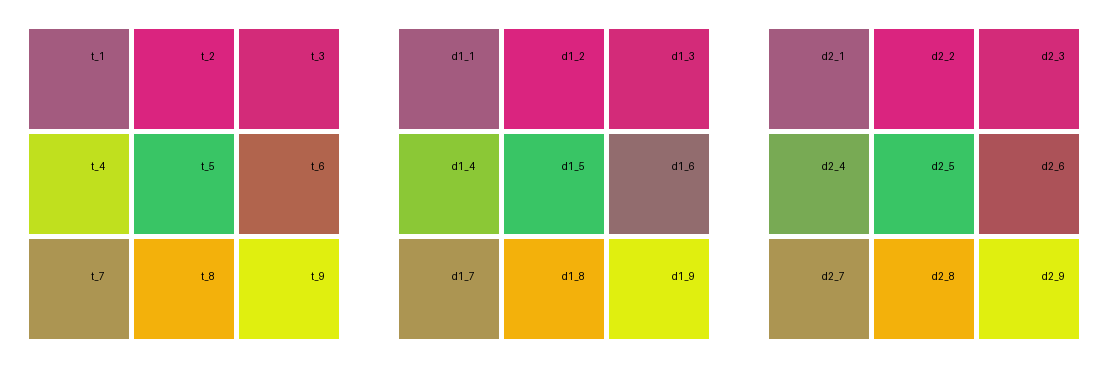 t_1 t_2 t_3 d1_1 d1_2 d1_3 d2_1 d2_2 d2_3
t_4 t_5 t_6 d1_4 d1_5 d1_6 d2_4 d2_5 d2_6
t_7 t_8 t_9 d1_7 d1_8 d1_9 d2_7 d2_8 d2_9